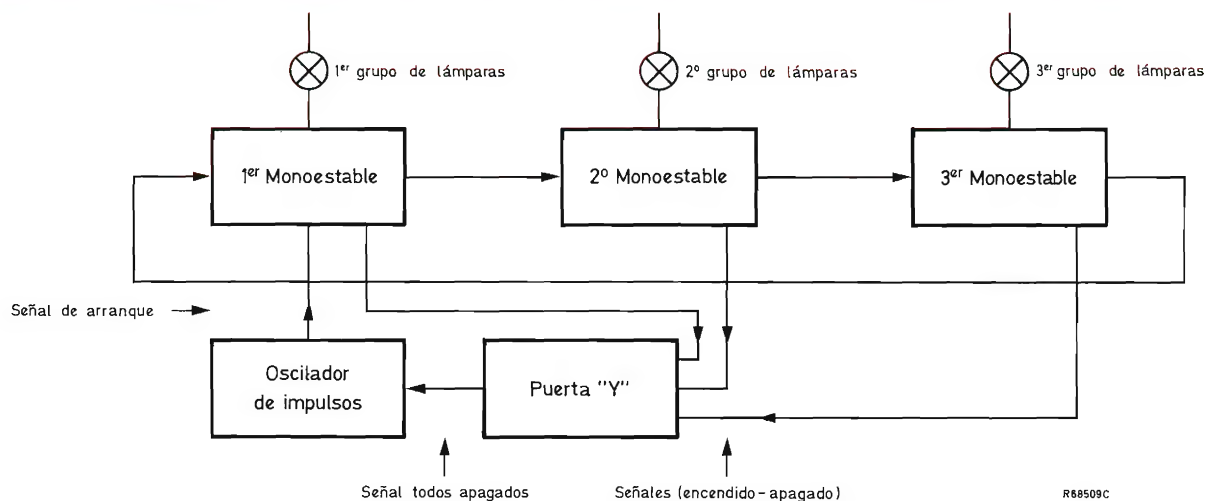 1er grupo de lámparas
2º grupo de lámparas
3er grupo de lámparas
1er Monoestable
2º Monoestable
3er Monoestable
Señal de arranque
Oscilador
de impulsos
Puerta "Y"
Señal todos apagados
Señales (encendido-apagado)
R68509C